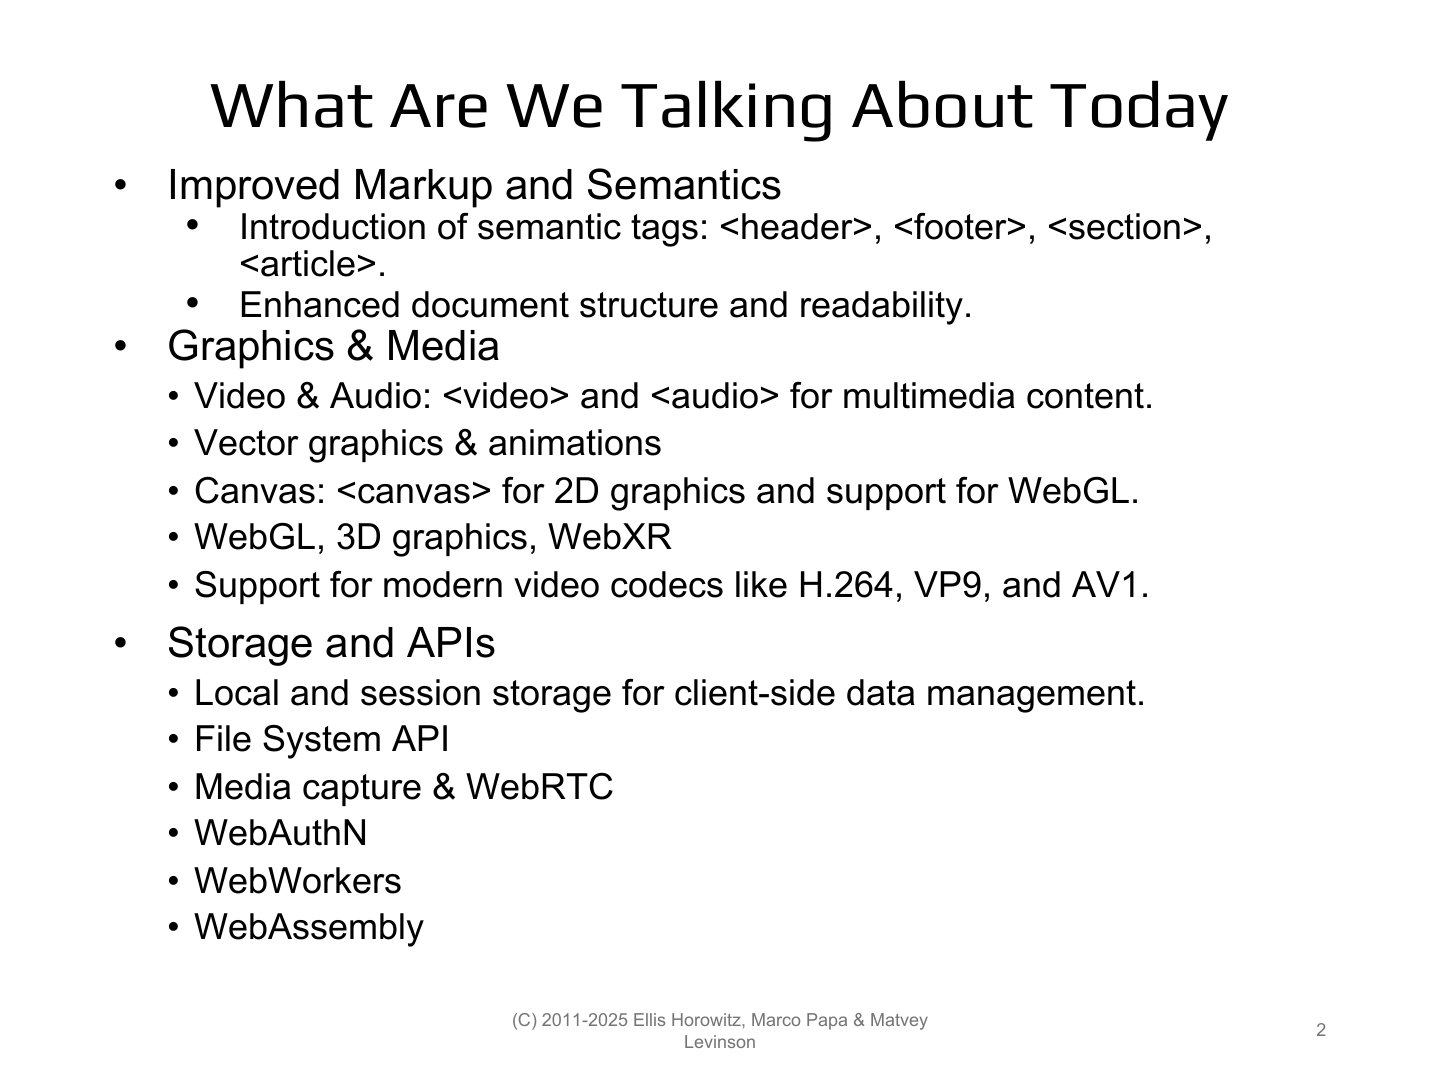 What Are We Talking About Today
• Improved Markup and Semantics
• Introduction of semantic tags: <header>, <footer>, <section>,
<article>.
• Enhanced document structure and readability.
• Graphics & Media
• Video & Audio: <video> and <audio> for multimedia content.
• Vector graphics & animations
• Canvas: <canvas> for 2D graphics and support for WebGL.
• WebGL, 3D graphics, WebXR
• Support for modern video codecs like H.264, VP9, and AV1.
• Storage and APIs
• Local and session storage for client-side data management.
• File System API
• Media capture & WebRTC
• WebAuthN
• WebWorkers
• WebAssembly
(C) 2011-2025 Ellis Horowitz, Marco Papa & Matvey
Levinson
2